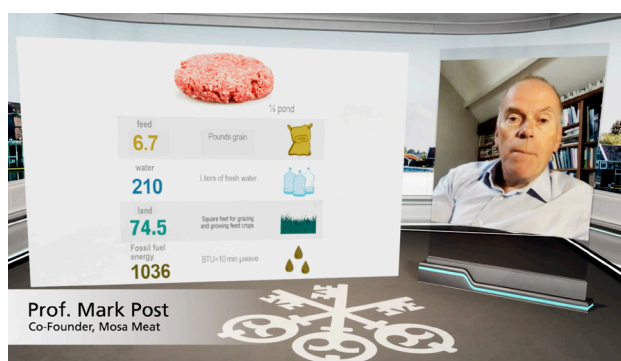 ¼ pond
feed
6.7
Pounds grain
water
210
Liters of fresh water
land
74.5
Square feet for grazing
and growing feed crops
Fossil fuel
energy
1036
BTU=10 min µwave
Prof. Mark Post
Co-Founder, Mosa Meat